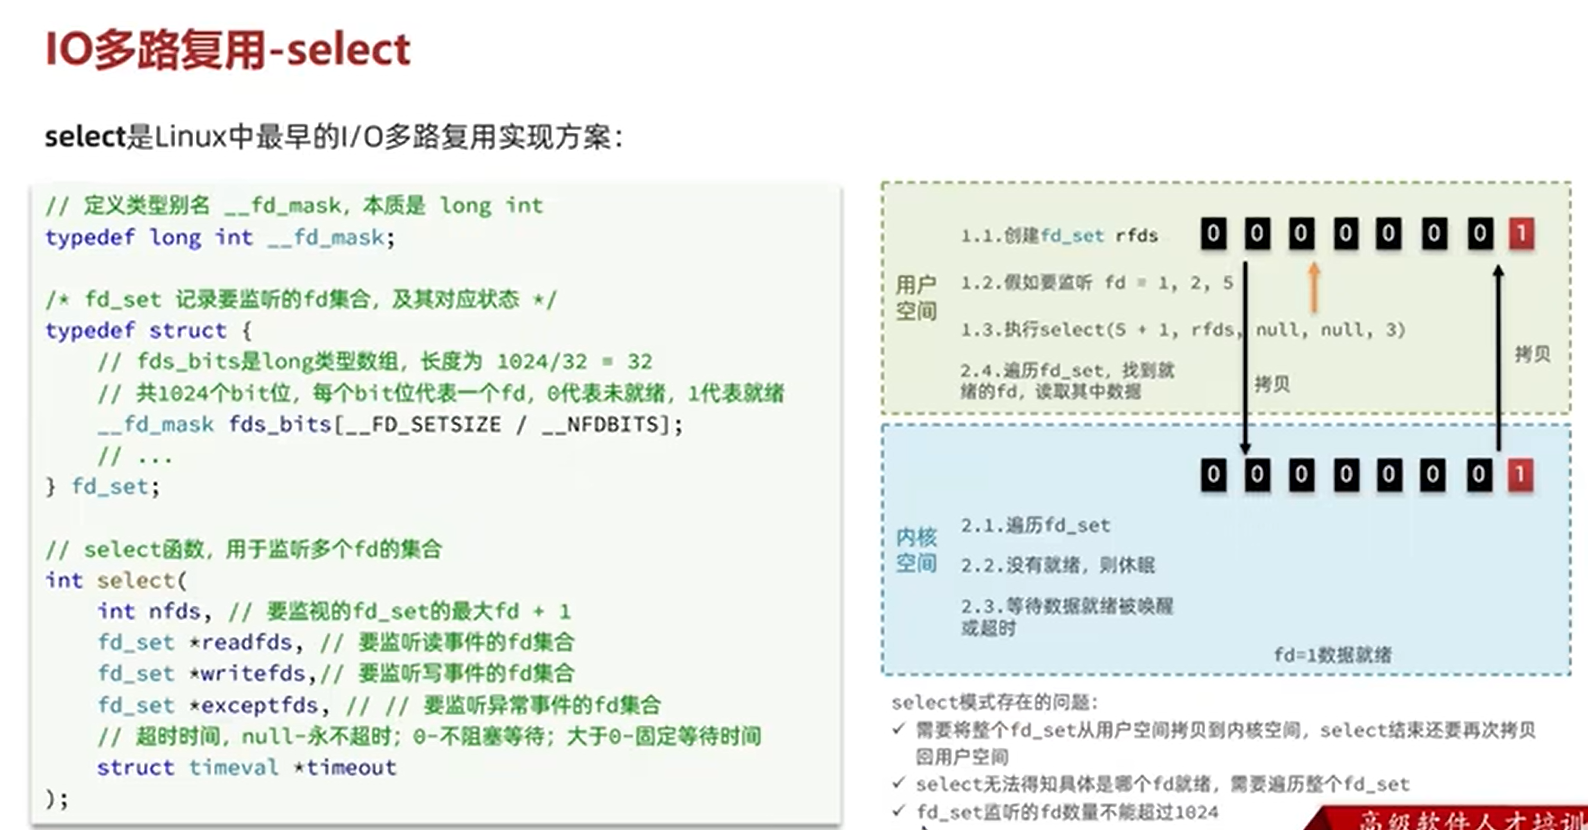 IO多路复用-select
select是Linux中最早的I/O多路复用实现方案：
// 定义类型别名 __fd_mask，本质是 long int
typedef long int __fd_mask;
/* fd_set 记录要监听的fd集合，及其对应状态 */
typedef struct {
// fds_bits是long类型数组，长度为 1024/32 = 32
// 共1024个bit位，每个bit位代表一个fd，0代表未就绪，1代表就绪
__fd_mask fds_bits[__FD_SETSIZE / __NFDBITS];
// ...
} fd_set;
// select函数，用于监听多个fd的集合
int select(
int nfds, // 要监视的fd_set的最大fd + 1
fd_set *readfds, // 要监听读事件的fd集合
fd_set *writefds,// 要监听写事件的fd集合
fd_set *exceptfds, // // 要监听异常事件的fd集合
// 超时时间，null-永不超时；0-不阻塞等待；大于0-固定等待时间
struct timeval *timeout
);
用户
空间
1.1.创建fd_set rfds
0 0 0 0 0 0 0 1
1.2.假如要监听 fd = 1, 2, 5
1.3.执行select(5 + 1, rfds, null, null, 3)
2.4.遍历fd_set，找到就
绪的fd，读取其中数据
拷贝
拷贝
内核
空间
0 0 0 0 0 0 0 1
2.1.遍历fd_set
2.2.没有就绪，则休眠
2.3.等待数据就绪被唤醒
或超时
fd=1数据就绪
select模式存在的问题：
✓ 需要将整个fd_set从用户空间拷贝到内核空间，select结束还要再次拷贝
回用户空间
✓ select无法得知具体是哪个fd就绪，需要遍历整个fd_set
✓ fd_set监听的fd数量不能超过1024
高级软件人才培训